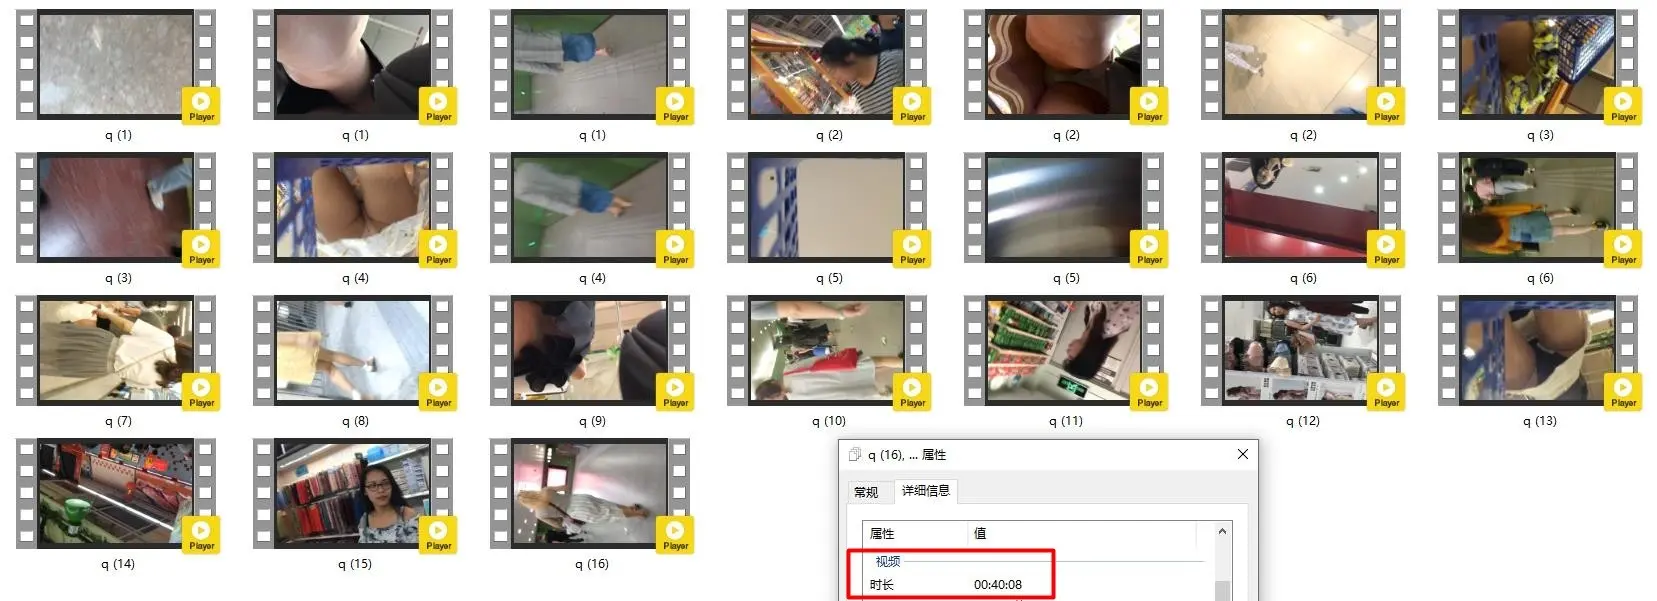 Player Player Player Player Player Player Player
q (1) q (1) q (1) q (2) q (2) q (2) q (3)
Player Player Player Player Player Player Player
q (3) q (4) q (4) q (5) q (5) q (6) q (6)
Player Player Player Player Player Player Player
q (7) q (8) q (9) q (10) q (11) q (12) q (13)
Player Player Player
q (14) q (15) q (16)
q (16), ... 属性
常规 详细信息
属性 值
视频
时长 00:40:08